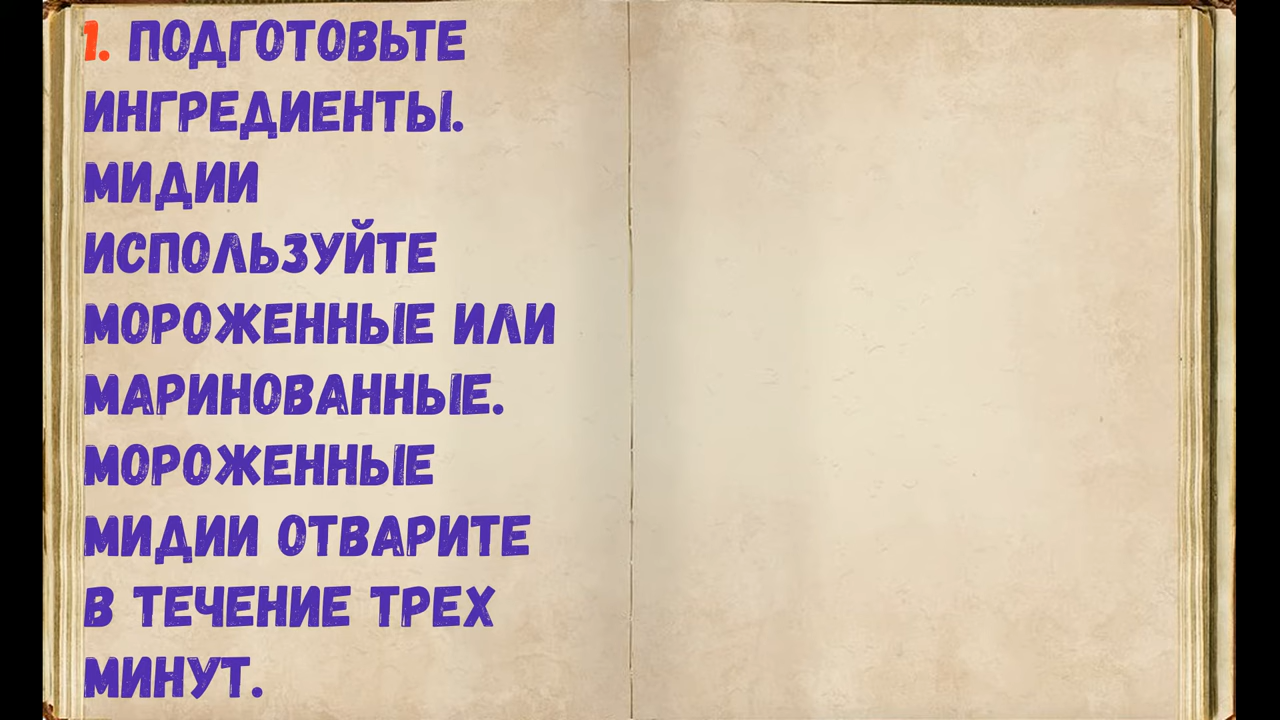 1. ПОДГОТОВЬТЕ
ИНГРЕДИЕНТЫ.
МИДИИ
ИСПОЛЬЗУЙТЕ
МОРОЖЕННЫЕ ИЛИ
МАРИНОВАННЫЕ.
МОРОЖЕННЫЕ
МИДИИ ОТВАРИТЕ
В ТЕЧЕНИЕ ТРЕХ
МИНУТ.